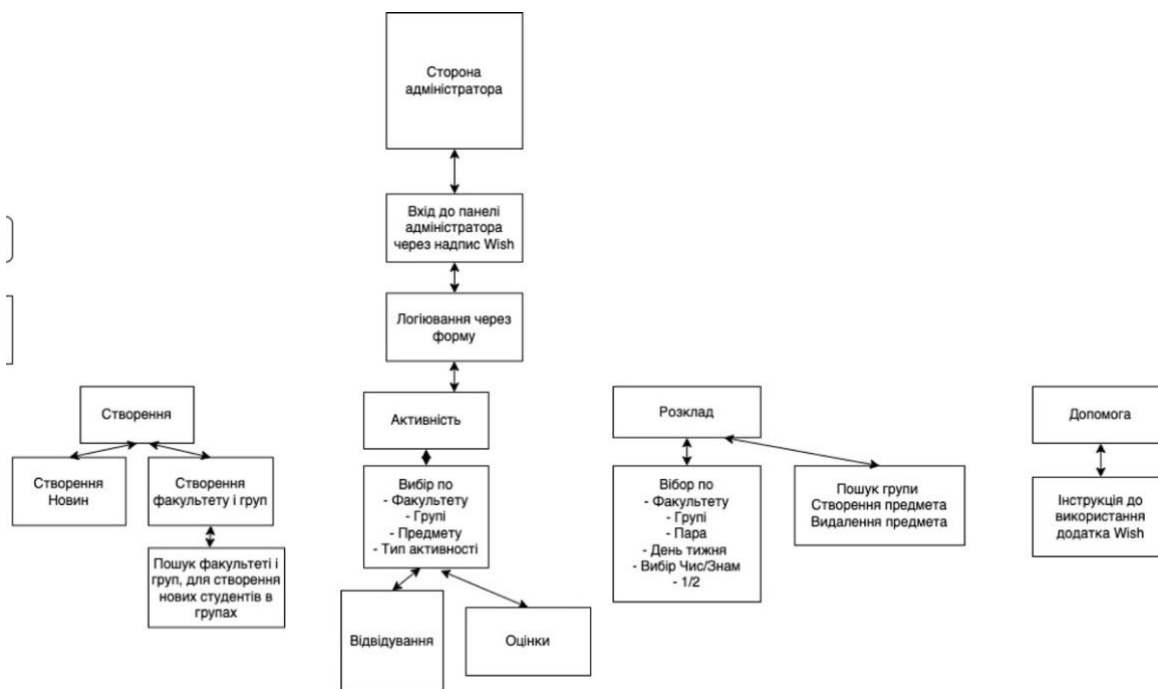 Сторона
адміністратора
Вхід до панелі
адміністратора
через надпис Wish
Логіювання через
форму
Створення
Активність
Розклад
Допомога
Створення
Новин
Створення
факультету і груп
Вибір по
- Факультету
- Групі
- Предмету
- Тип активності
Вібор по
- Факультету
- Групі
- Пара
- День тижня
- Вибір Чис/Знам
- 1/2
Пошук групи
Створення предмета
Видалення предмета
Інструкція до
використання
додатка Wish
Пошук факультеті і
груп, для створення
нових студентів в
групах
Відвідування
Оцінки